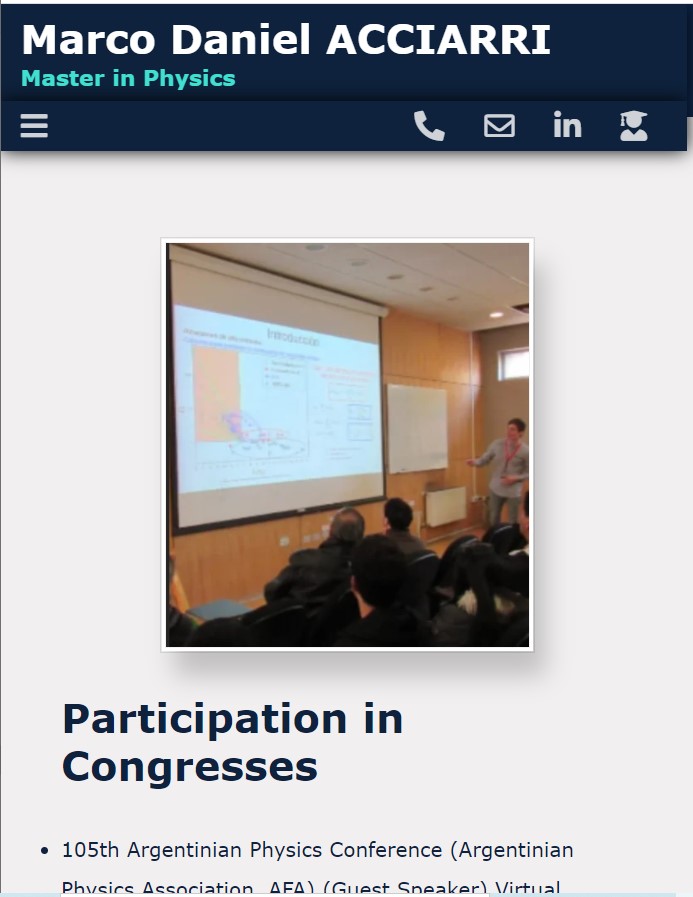 Marco Daniel ACCIARRI
Master in Physics
in
Introducción
Participation in
Congresses
• 105th Argentinian Physics Conference (Argentinian
Physics Association, AFA) (Guest Speaker) Virtual